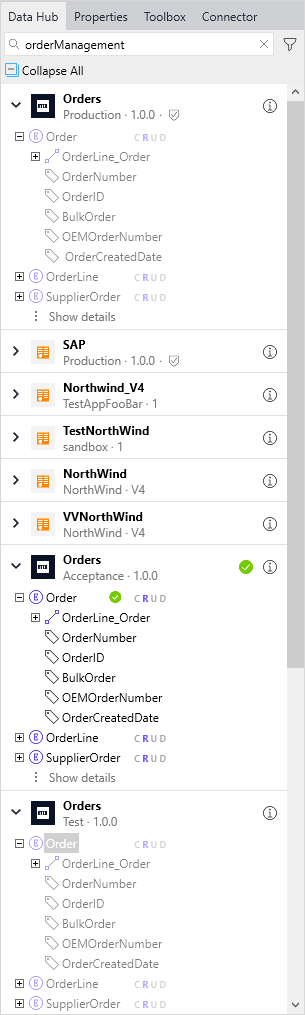 Data Hub Properties Toolbox Connector
orderManagement
Collapse All
Orders
Production · 1.0.0 ·
Order CRUD
OrderLine_Order
OrderNumber
OrderID
BulkOrder
OEMOrderNumber
OrderCreatedDate
OrderLine CRUD
SupplierOrder CRUD
Show details
SAP
Production · 1.0.0 ·
Northwind_V4
TestAppFooBar · 1
TestNorthWind
sandbox · 1
NorthWind
NorthWind · V4
VVNorthWind
NorthWind · V4
Orders
Acceptance · 1.0.0
Order CRUD
OrderLine_Order
OrderNumber
OrderID
BulkOrder
OEMOrderNumber
OrderCreatedDate
OrderLine CRUD
SupplierOrder CRUD
Show details
Orders
Test · 1.0.0
Order CRUD
OrderLine_Order
OrderNumber
OrderID
BulkOrder
OEMOrderNumber
OrderCreatedDate
OrderLine CRUD
SupplierOrder CRUD